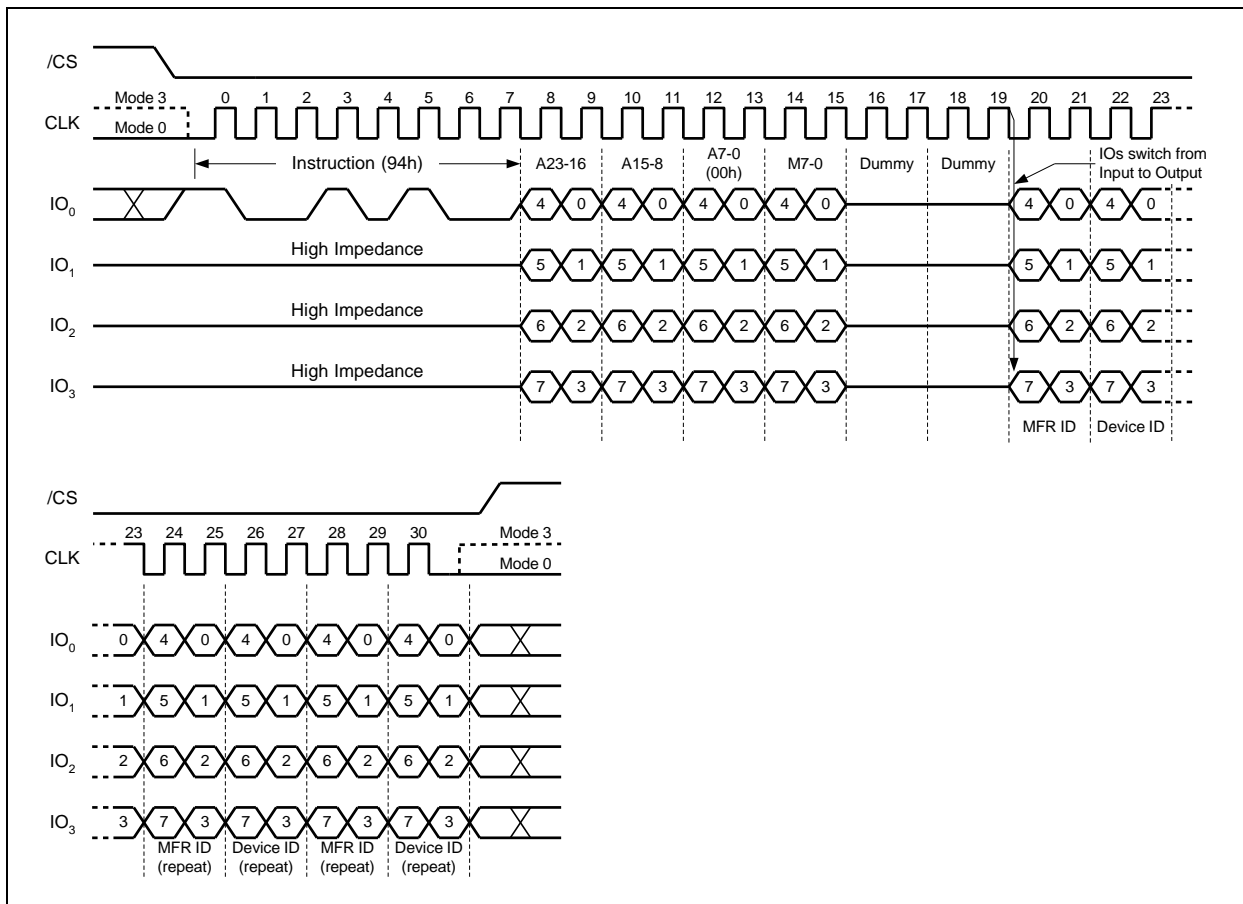 /CS
Mode 3 0 1 2 3 4 5 6 7 8 9 10 11 12 13 14 15 16 17 18 19 20 21 22 23
CLK
Mode 0
Instruction (94h) A23-16 A15-8 A7-0 (00h) M7-0 Dummy Dummy IOs switch from Input to Output
IO0 4 0 4 0 4 0 4 0 4 0 4 0
High Impedance
IO1 5 1 5 1 5 1 5 1 5 1 5 1
High Impedance
IO2 6 2 6 2 6 2 6 2 6 2 6 2
High Impedance
IO3 7 3 7 3 7 3 7 3 7 3 7 3
MFR ID Device ID
/CS
23 24 25 26 27 28 29 30 Mode 3
CLK
Mode 0
IO0 0 4 0 4 0 4 0 4 0
IO1 1 5 1 5 1 5 1 5 1
IO2 2 6 2 6 2 6 2 6 2
IO3 3 7 3 7 3 7 3 7 3
MFR ID (repeat) Device ID (repeat) MFR ID (repeat) Device ID (repeat)